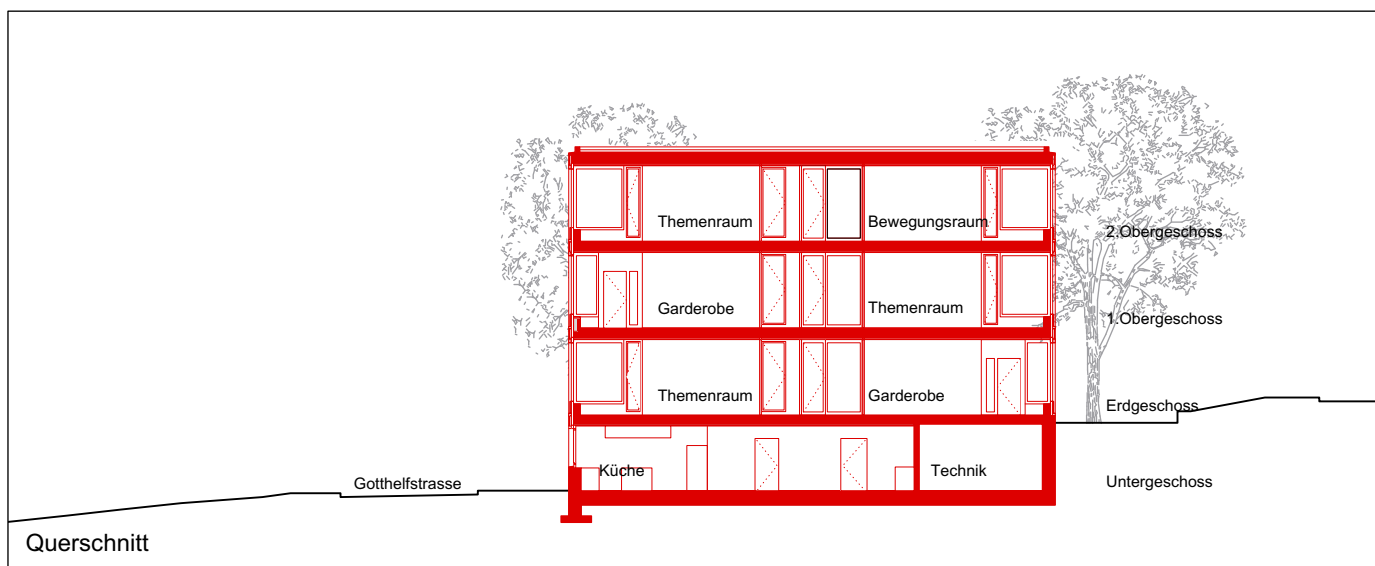 Themenraum
Bewegungsraum
2.Obergeschoss
Garderobe
Themenraum
1.Obergeschoss
Themenraum
Garderobe
Erdgeschoss
Küche
Technik
Untergeschoss
Gotthelfstrasse
Querschnitt